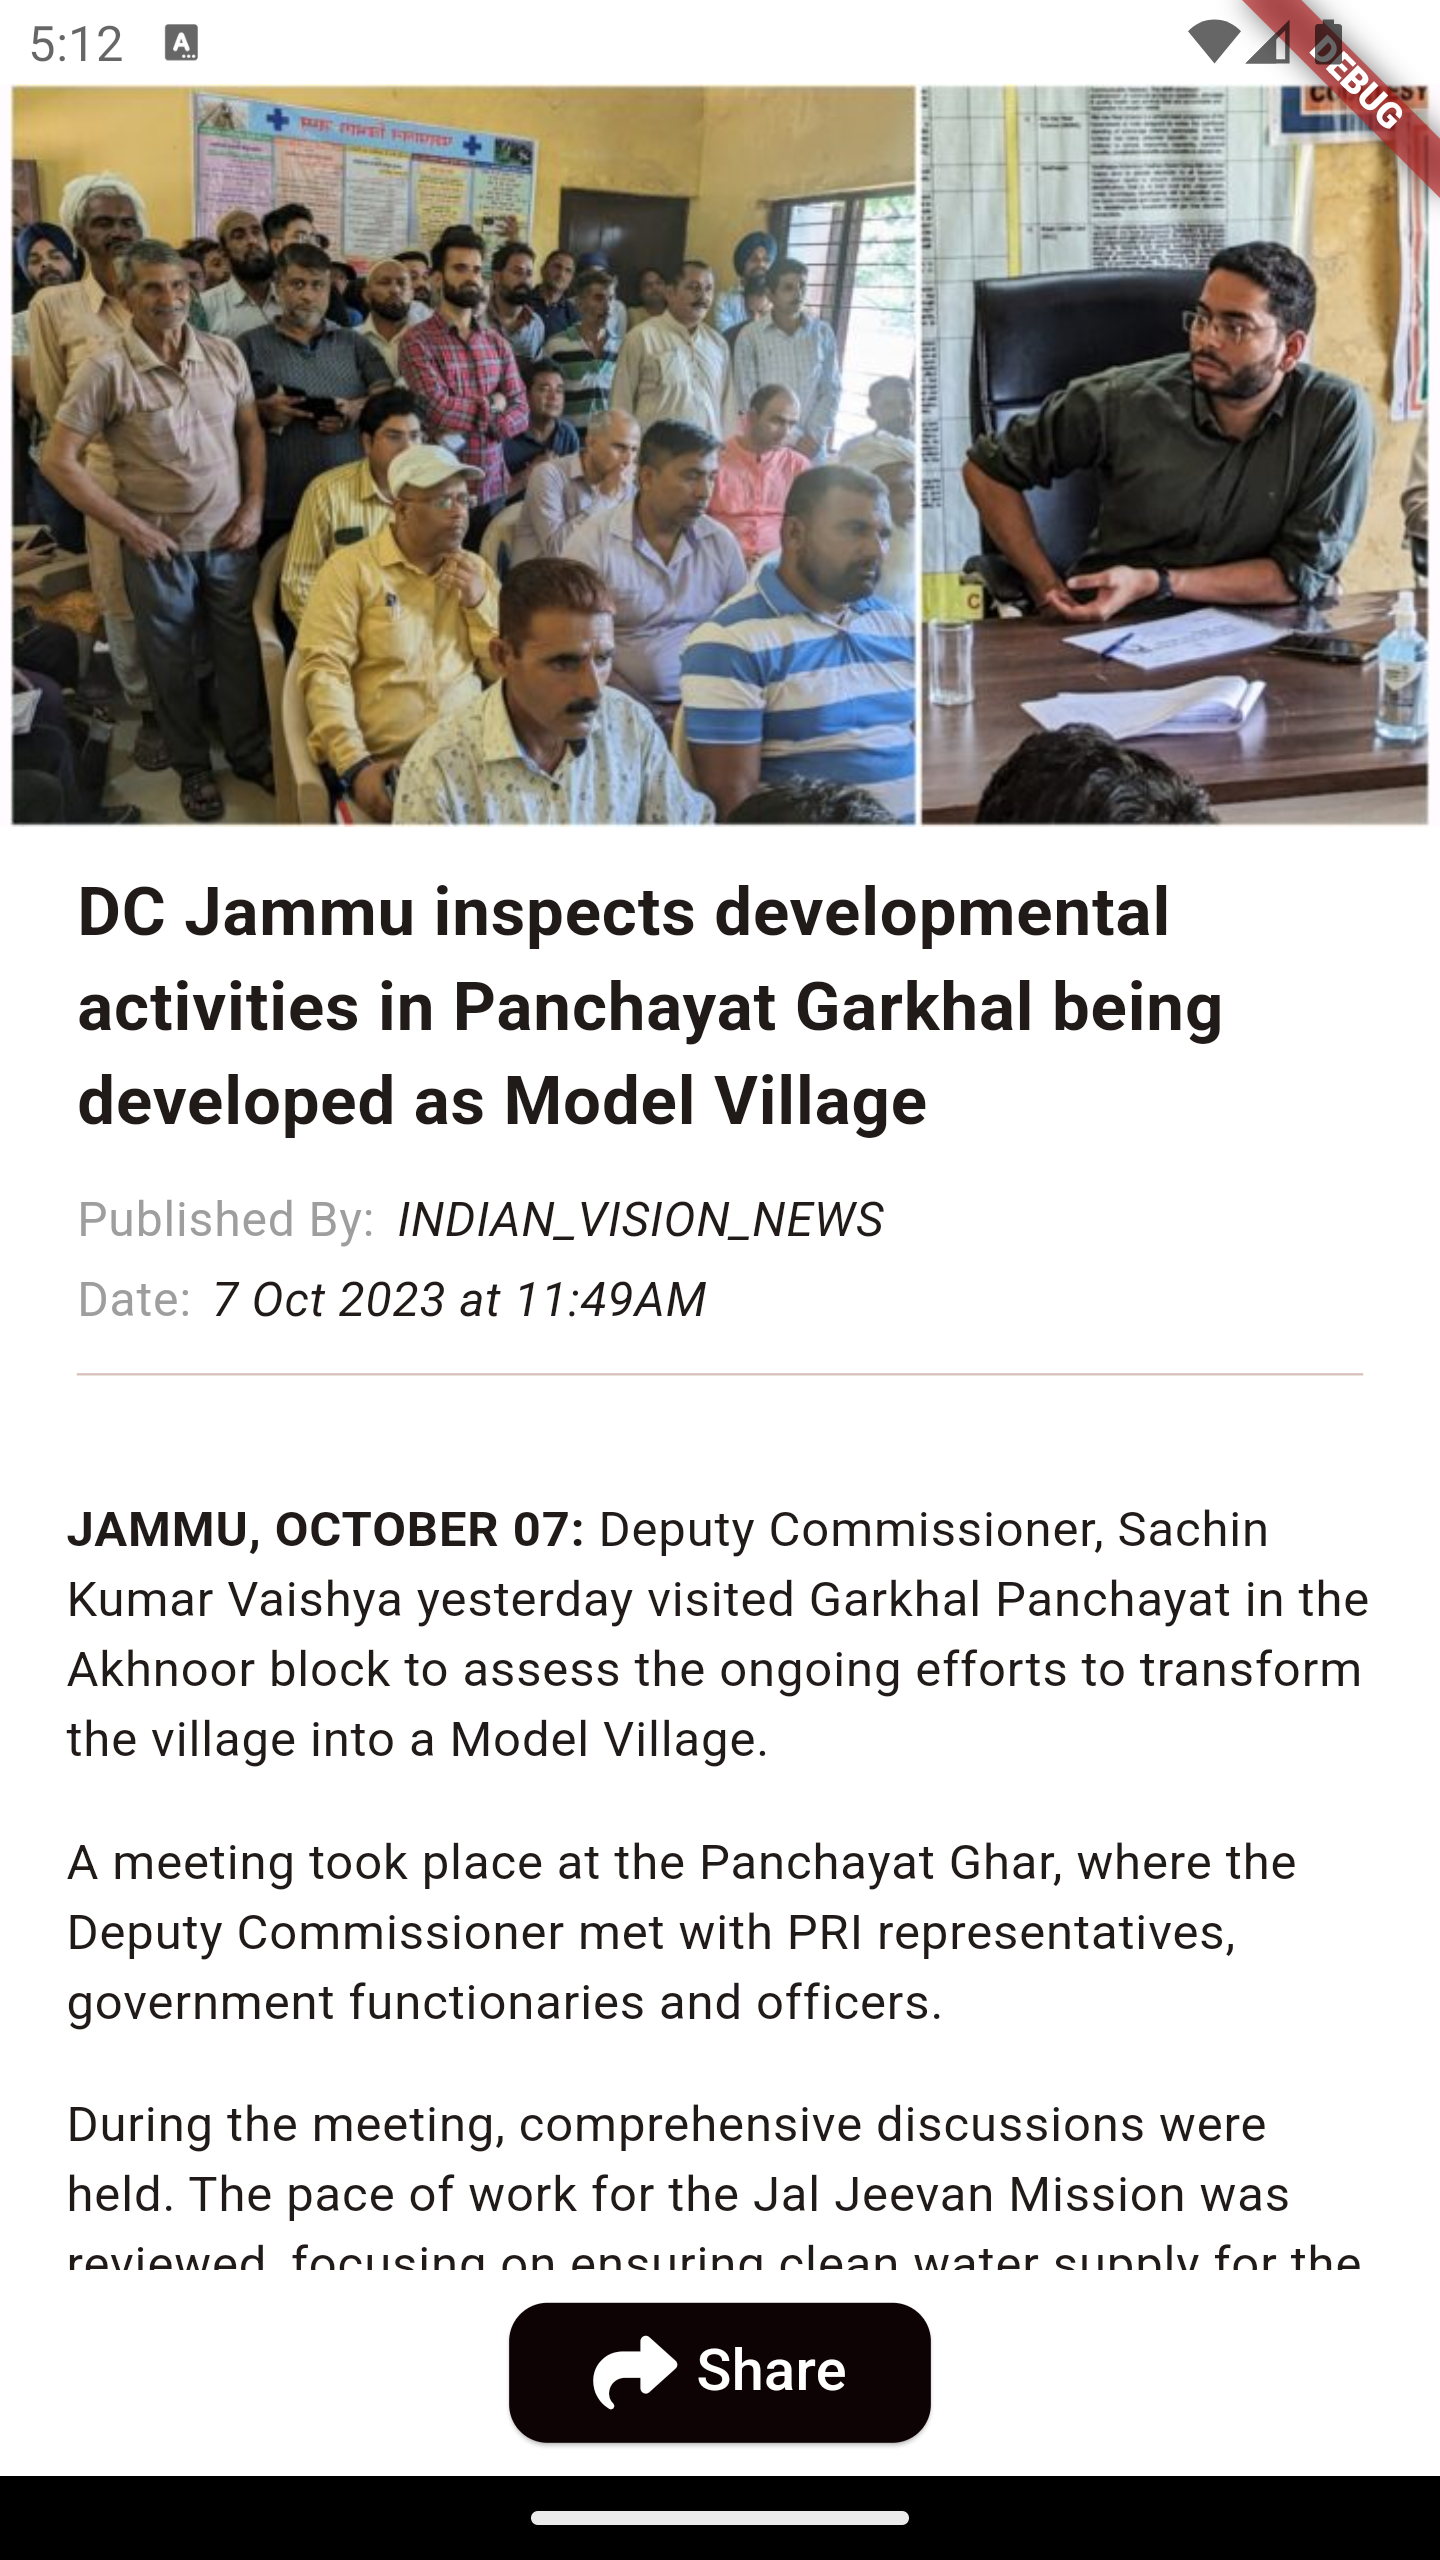 5:12
A
DEBUG
C
DC Jammu inspects developmental
activities in Panchayat Garkhal being
developed as Model Village
Published By: INDIAN_VISION_NEWS
Date: 7 Oct 2023 at 11:49AM
JAMMU, OCTOBER 07: Deputy Commissioner, Sachin
Kumar Vaishya yesterday visited Garkhal Panchayat in the
Akhnoor block to assess the ongoing efforts to transform
the village into a Model Village.
A meeting took place at the Panchayat Ghar, where the
Deputy Commissioner met with PRI representatives,
government functionaries and officers.
During the meeting, comprehensive discussions were
held. The pace of work for the Jal Jeevan Mission was
reviewed, focusing on ensuring clean water supply for the
Share